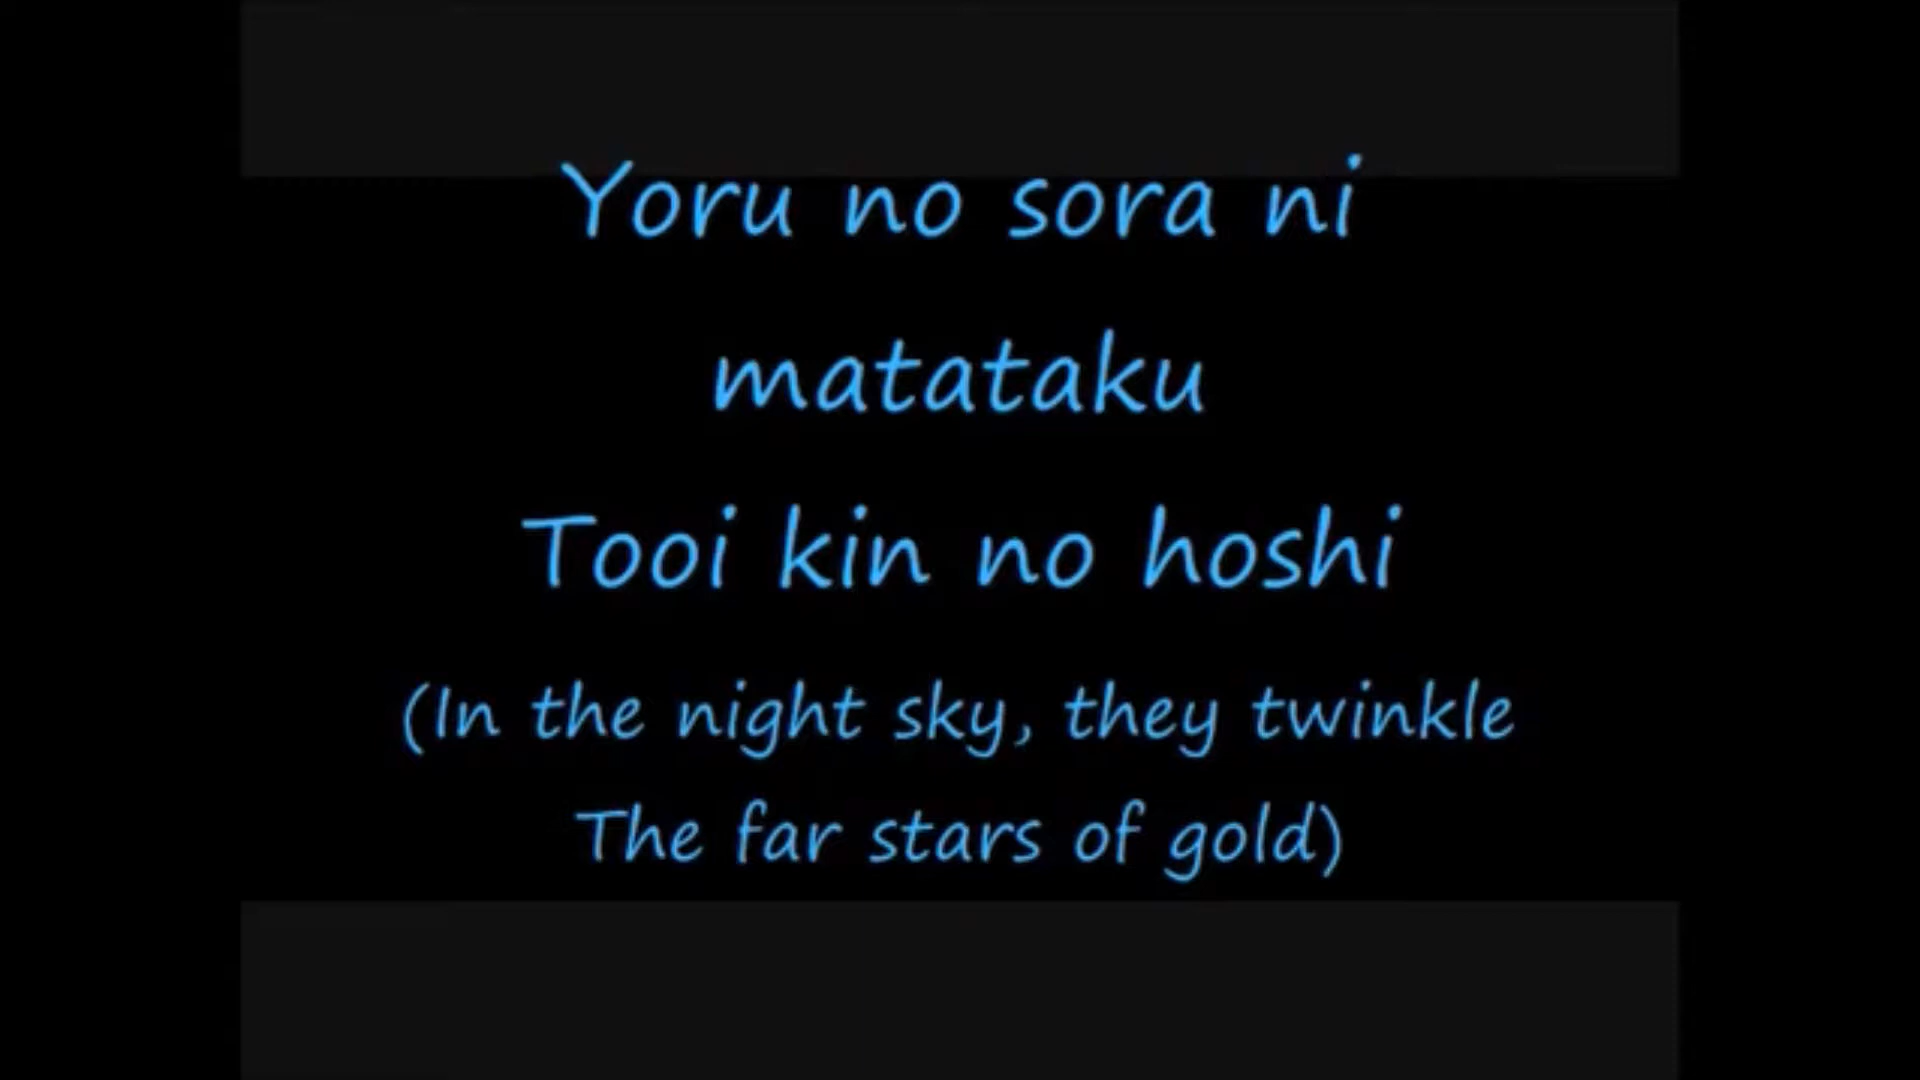 Yoru no sora ni
matataku
Tooi kin no hoshi
(In the night sky, they twinkle
The far stars of gold)